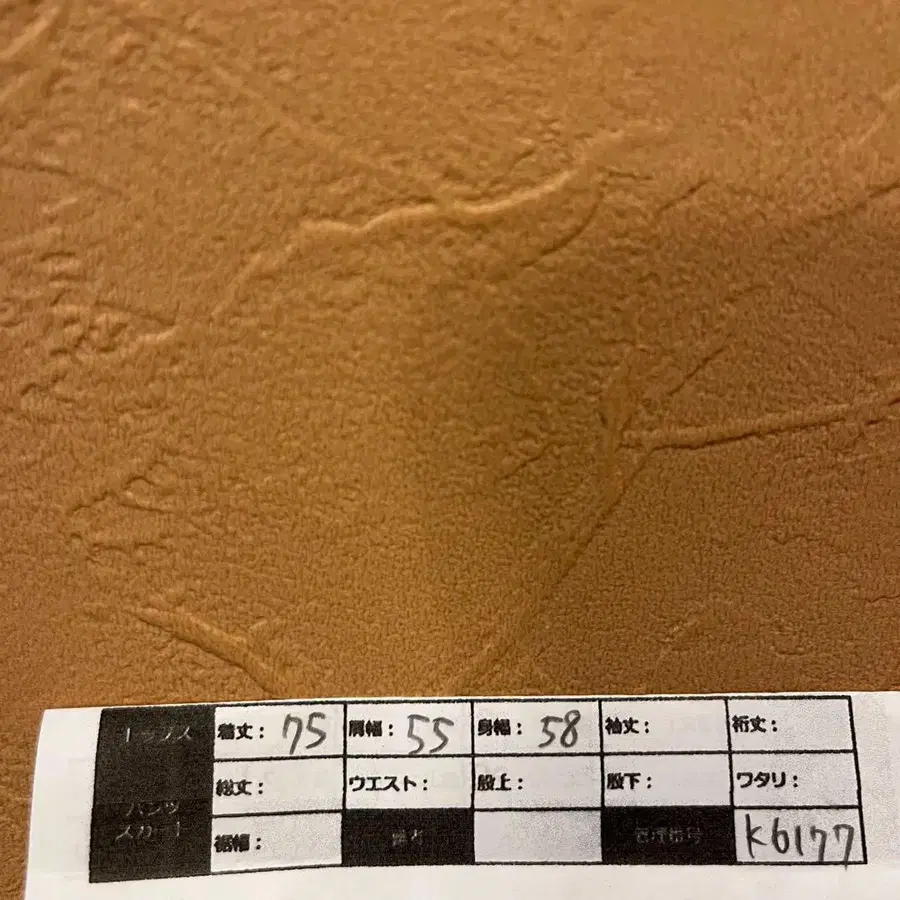 トップス 着丈: 75 肩幅: 55 身幅: 58 袖丈: 裄丈:
総丈: ウエスト: 股上: 股下: ワタリ:
パンツ
スカート 裾幅: 備考 管理番号 K6177